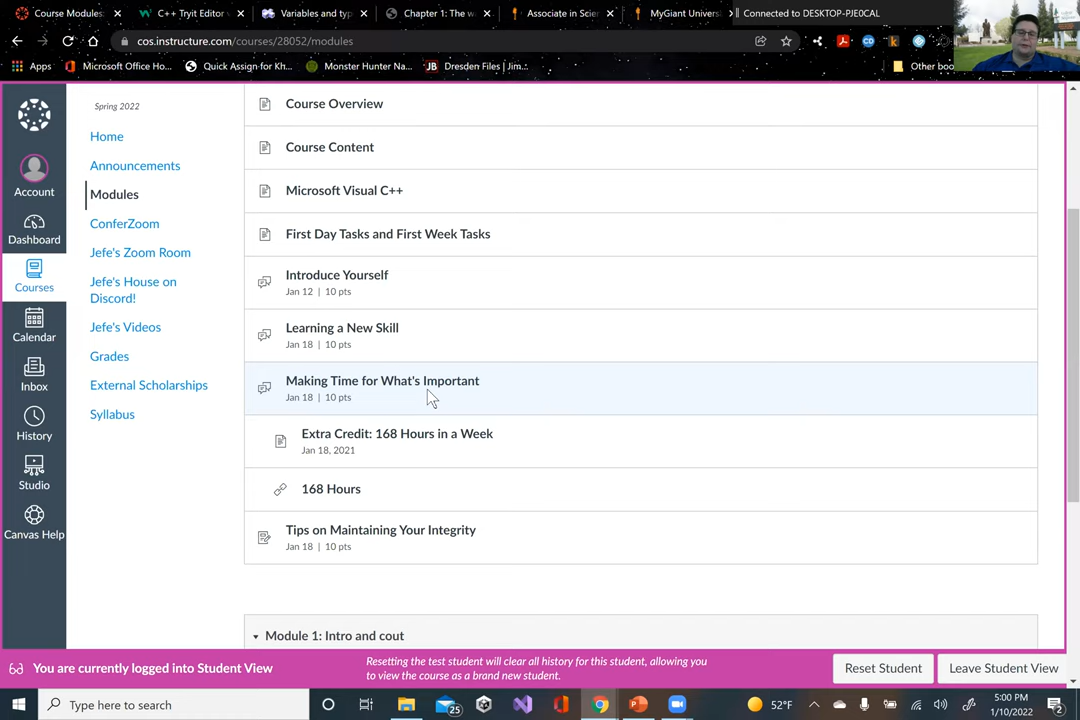 Course Modules:
C++ Tryit Editor
Variables and typ
Chapter 1: The w
Associate in Scien
MyGiant Univers
Connected to DESKTOP-PJE0CAL
cos.instructure.com/courses/28052/modules
Apps
Microsoft Office Ho...
Quick Assign for Kh...
Monster Hunter Na...
JB
Dresden Files | Jim...
Other boo
Spring 2022
Home
Announcements
Modules
ConferZoom
Jefe's Zoom Room
Jefe's House on
Discord!
Jefe's Videos
Grades
External Scholarships
Syllabus
Account
Dashboard
Courses
Calendar
Inbox
History
Studio
Canvas Help
Course Overview
Course Content
Microsoft Visual C++
First Day Tasks and First Week Tasks
Introduce Yourself
Jan 12 | 10 pts
Learning a New Skill
Jan 18 | 10 pts
Making Time for What's Important
Jan 18 | 10 pts
Extra Credit: 168 Hours in a Week
Jan 18, 2021
168 Hours
Tips on Maintaining Your Integrity
Jan 18 | 10 pts
Module 1: Intro and cout
You are currently logged into Student View
Resetting the test student will clear all history for this student, allowing you
to view the course as a brand new student.
Reset Student
Leave Student View
Type here to search
25
52°F
5:00 PM
1/10/2022
2